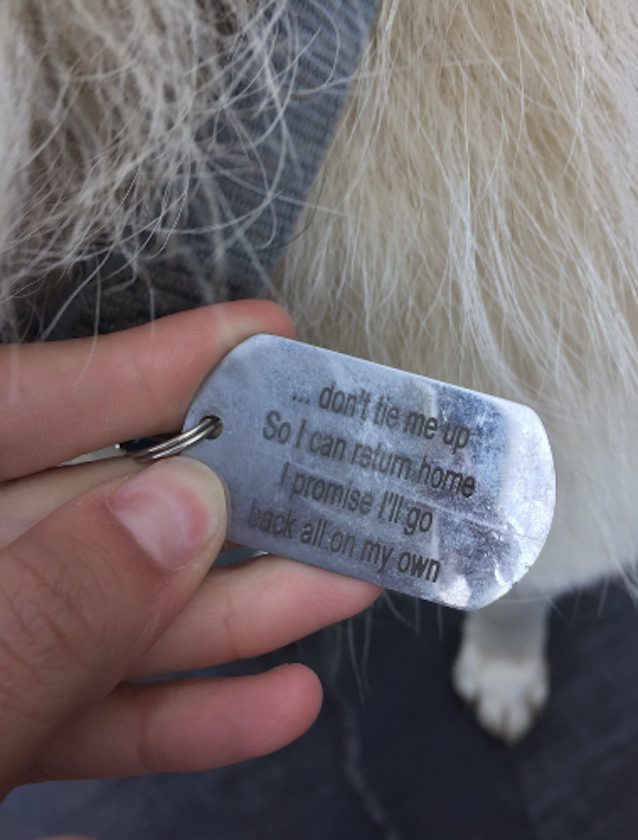 ... don't tie me up
So I can return home
I promise I'll go
back all on my own